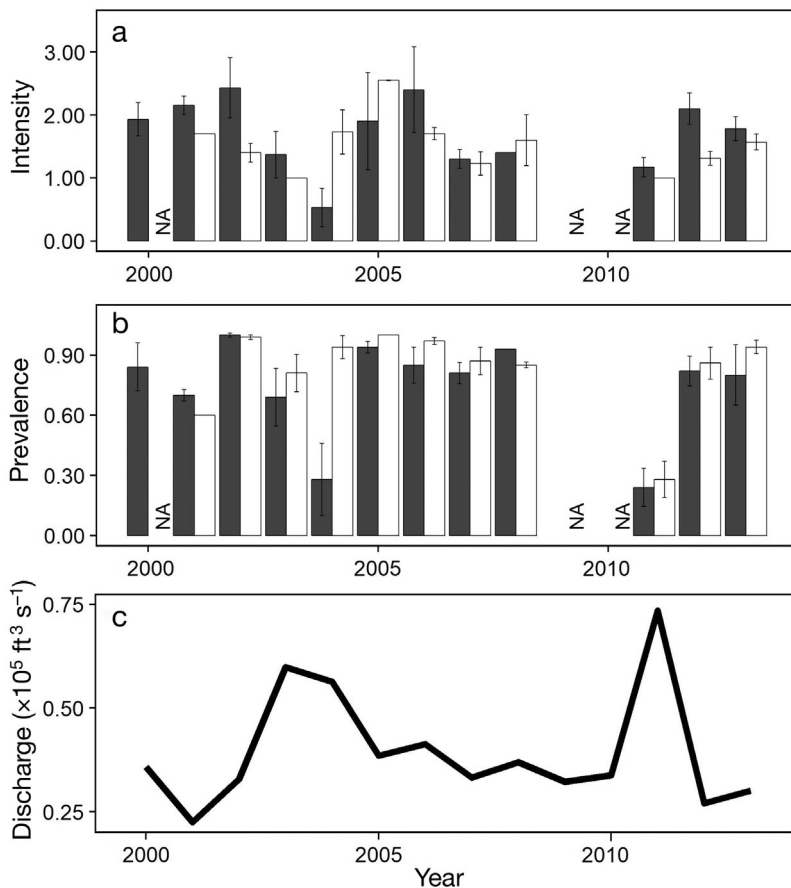 a
3.00
2.00
1.00
0.00
Intensity
NA
NA
NA
2000 2005 2010
b
0.90
0.60
0.30
0.00
Prevalence
NA
NA
NA
2000 2005 2010
c
0.75
0.50
0.25
Discharge (×10⁵ ft³ s⁻¹)
2000 2005 2010
Year